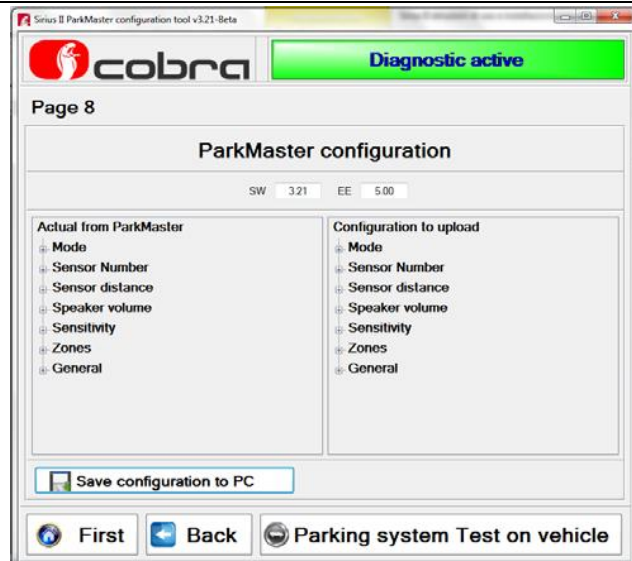 Sirius II ParkMaster configuration tool v3.21-Beta
cobra
Diagnostic active
Page 8
ParkMaster configuration
SW 3.21 EE 5.00
Actual from ParkMaster
Mode
Sensor Number
Sensor distance
Speaker volume
Sensitivity
Zones
General
Configuration to upload
Mode
Sensor Number
Sensor distance
Speaker volume
Sensitivity
Zones
General
Save configuration to PC
First Back Parking system Test on vehicle